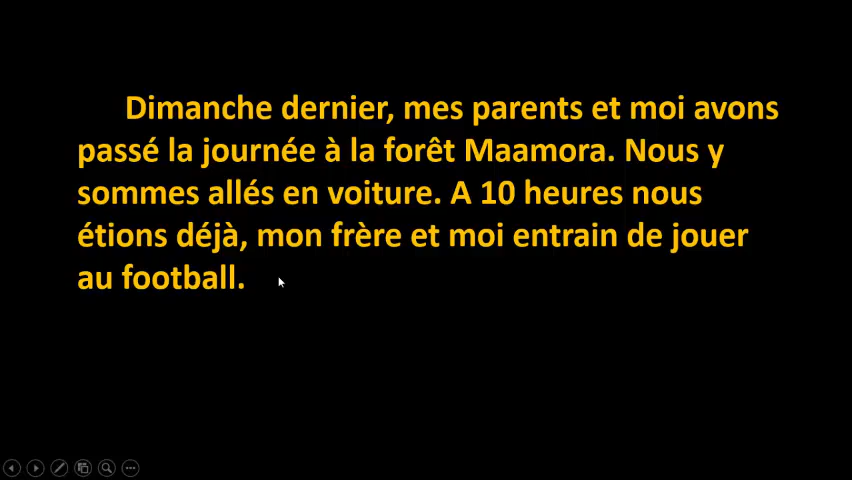 Dimanche dernier, mes parents et moi avons
passé la journée à la forêt Maamora. Nous y
sommes allés en voiture. A 10 heures nous
étions déjà, mon frère et moi entrain de jouer
au football.